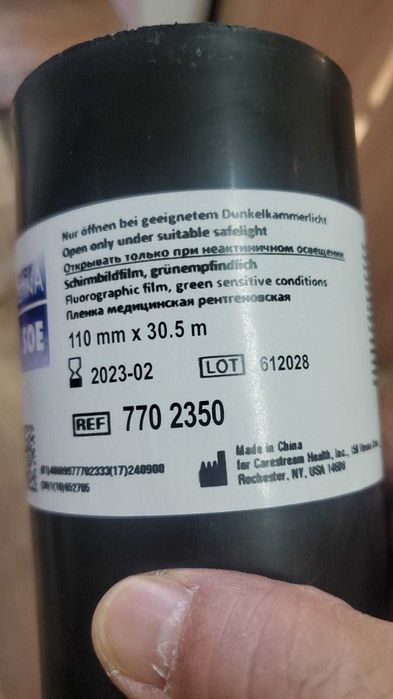 Nur öffnen bei geeignetem Dunkelkammerlicht
Open only under suitable safelight
Открывать только при неактиничном освещении
Schirmbildfilm, grünempfindlich
Fluorographic film, green sensitive conditions
Пленка медицинская рентгеновская
SOE
110 mm x 30.5 m
2023-02 LOT 612028
REF 770 2350
Made in China
for Carestream Health, Inc., 150
Rochester, NY, USA 14608